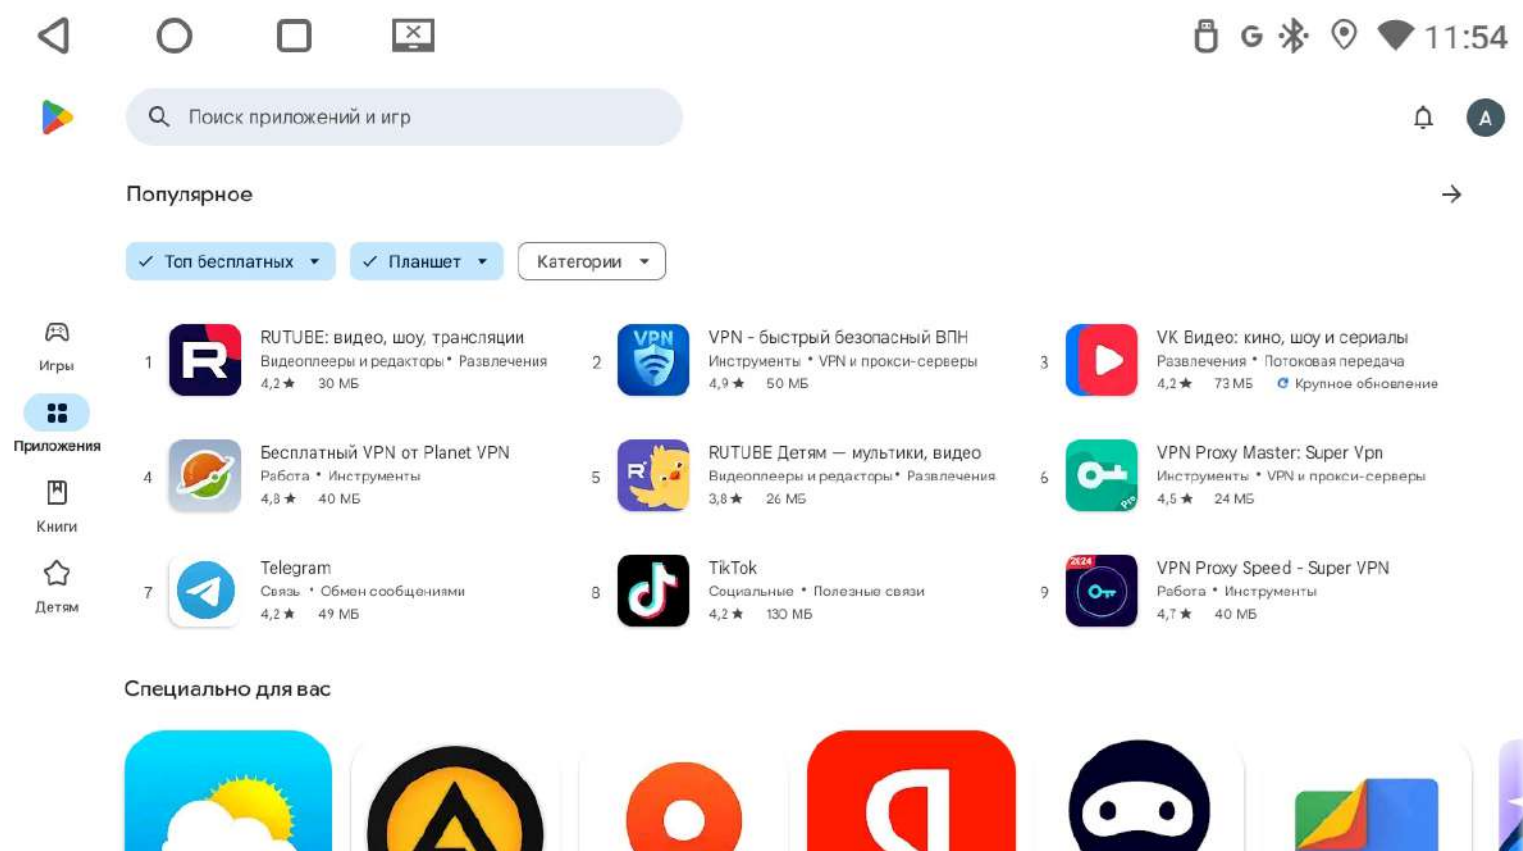 G 11:54
Поиск приложений и игр
A
Популярное
Топ бесплатных
Планшет
Категории
Игры
Приложения
Книги
Детям
1
R
RUTUBE: видео, шоу, трансляции
Видеоплееры и редакторы • Развлечения
4,2★ 30 МБ
2
VPN
VPN - быстрый безопасный ВПН
Инструменты • VPN и прокси-серверы
4,9★ 50 МБ
3
VK Видео: кино, шоу и сериалы
Развлечения • Потоковая передача
4,2★ 73 МБ Крупное обновление
4
Бесплатный VPN от Planet VPN
Работа • Инструменты
4,8★ 40 МБ
5
R
RUTUBE Детям — мультики, видео
Видеоплееры и редакторы • Развлечения
3,8★ 26 МБ
6
Pro
VPN Proxy Master: Super Vpn
Инструменты • VPN и прокси-серверы
4,5★ 24 МБ
7
Telegram
Связь • Обмен сообщениями
4,2★ 49 МБ
8
TikTok
Социальные • Полезные связи
4,2★ 130 МБ
9
2024
VPN Proxy Speed - Super VPN
Работа • Инструменты
4,7★ 40 МБ
Специально для вас
Я